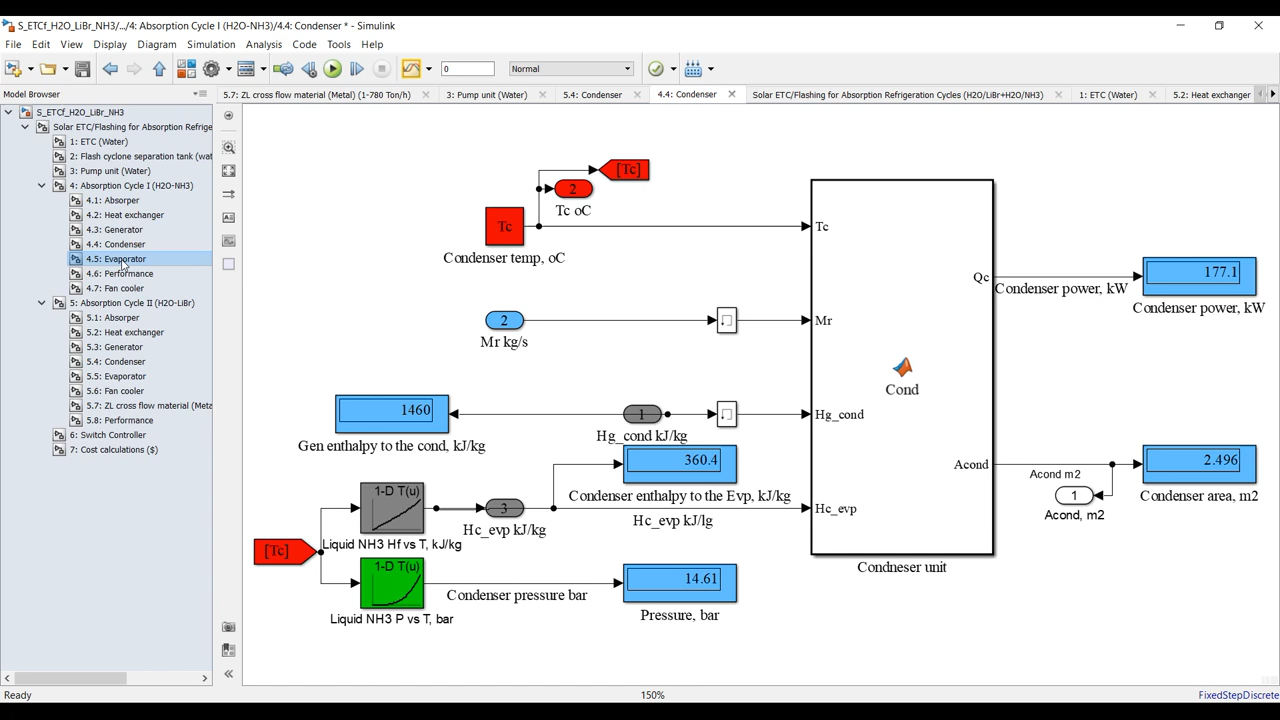 S_ETCf_H2O_LiBr_NH3/.../4: Absorption Cycle I (H2O-NH3)/4.4: Condenser * - Simulink
File Edit View Display Diagram Simulation Analysis Code Tools Help
0 Normal
Model Browser
5.7: ZL cross flow material (Metal) (1-780 Ton/h) 3: Pump unit (Water) 5.4: Condenser 4.4: Condenser Solar ETC/Flashing for Absorption Refrigeration Cycles (H2O/LiBr+H2O/NH3) 1: ETC (Water) 5.2: Heat exchanger
S_ETCf_H2O_LiBr_NH3
Solar ETC/Flashing for Absorption Refrige
1: ETC (Water)
2: Flash cyclone separation tank (wat
3: Pump unit (Water)
4: Absorption Cycle I (H2O-NH3)
4.1: Absorper
4.2: Heat exchanger
4.3: Generator
4.4: Condenser
4.5: Evaporator
4.6: Performance
4.7: Fan cooler
5: Absorption Cycle II (H2O-LiBr)
5.1: Absorper
5.2: Heat exchanger
5.3: Generator
5.4: Condenser
5.5: Evaporator
5.6: Fan cooler
5.7: ZL cross flow material (Meta
5.8: Performance
6: Switch Controller
7: Cost calculations ($)
[Tc]
2
Tc oC
Tc
Condenser temp, oC
2
Mr kg/s
1460
Gen enthalpy to the cond, kJ/kg
1
Hg_cond kJ/kg
360.4
Condenser enthalpy to the Evp, kJ/kg
1-D T(u)
Liquid NH3 Hf vs T, kJ/kg
3
Hc_evp kJ/kg
Hc_evp kJ/lg
[Tc]
1-D T(u)
Liquid NH3 P vs T, bar
Condenser pressure bar
14.61
Pressure, bar
Tc
Mr
Hg_cond
Hc_evp
Cond
Qc
Acond
Condneser unit
Condenser power, kW
177.1
Condenser power, kW
Acond m2
1
Acond, m2
2.496
Condenser area, m2
Ready 150% FixedStepDiscrete